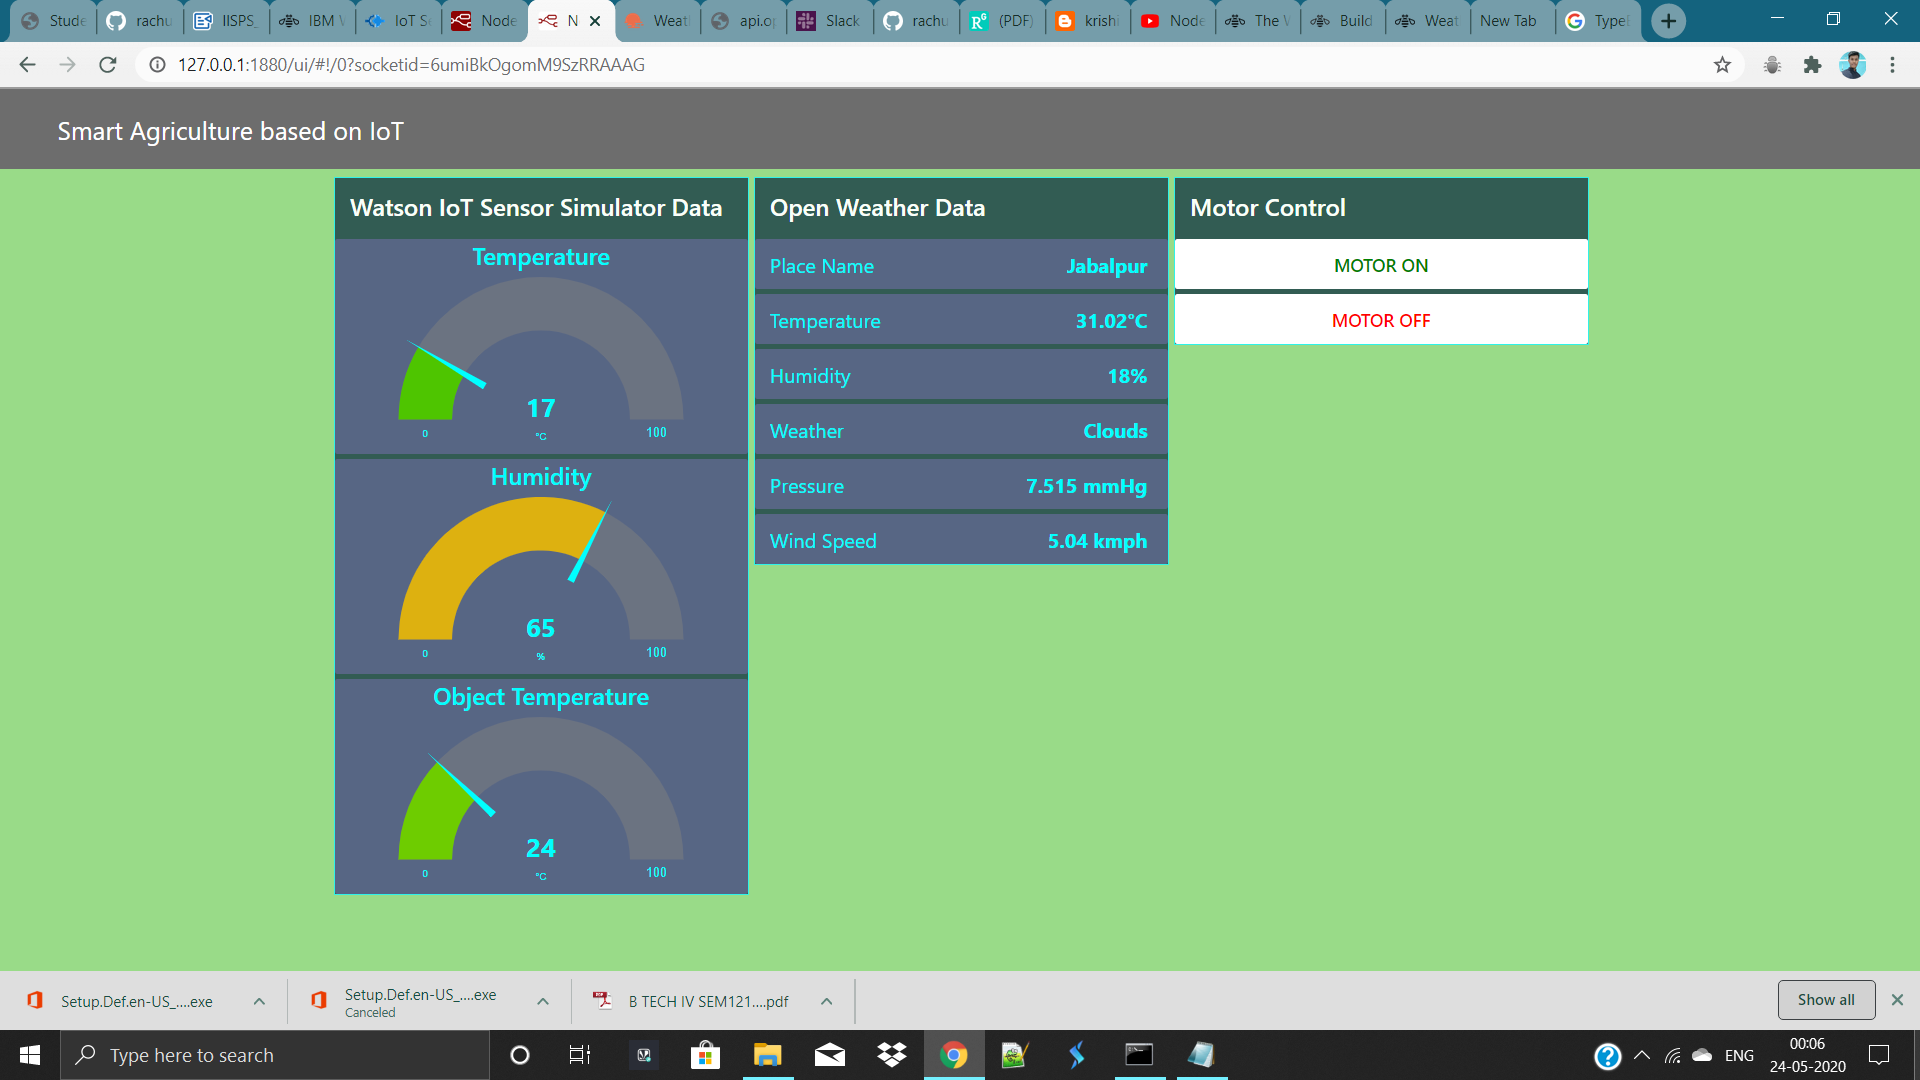 Stude
rachu
IISPS_
IBM W
IoT Se
Node
N
Weat
api.op
Slack
rachu
(PDF)
krishi
Node
The W
Build
Weat
New Tab
TypeE
127.0.0.1:1880/ui/#!/0?socketid=6umiBkOgomM9SzRRAAAG
Smart Agriculture based on IoT
Watson IoT Sensor Simulator Data
Temperature
17
0
°C
100
Humidity
65
0
%
100
Object Temperature
24
0
°C
100
Open Weather Data
Place Name Jabalpur
Temperature 31.02°C
Humidity 18%
Weather Clouds
Pressure 7.515 mmHg
Wind Speed 5.04 kmph
Motor Control
MOTOR ON
MOTOR OFF
Setup.Def.en-US_....exe
Setup.Def.en-US_....exe
Canceled
B TECH IV SEM121....pdf
Show all
Type here to search
ENG
00:06
24-05-2020